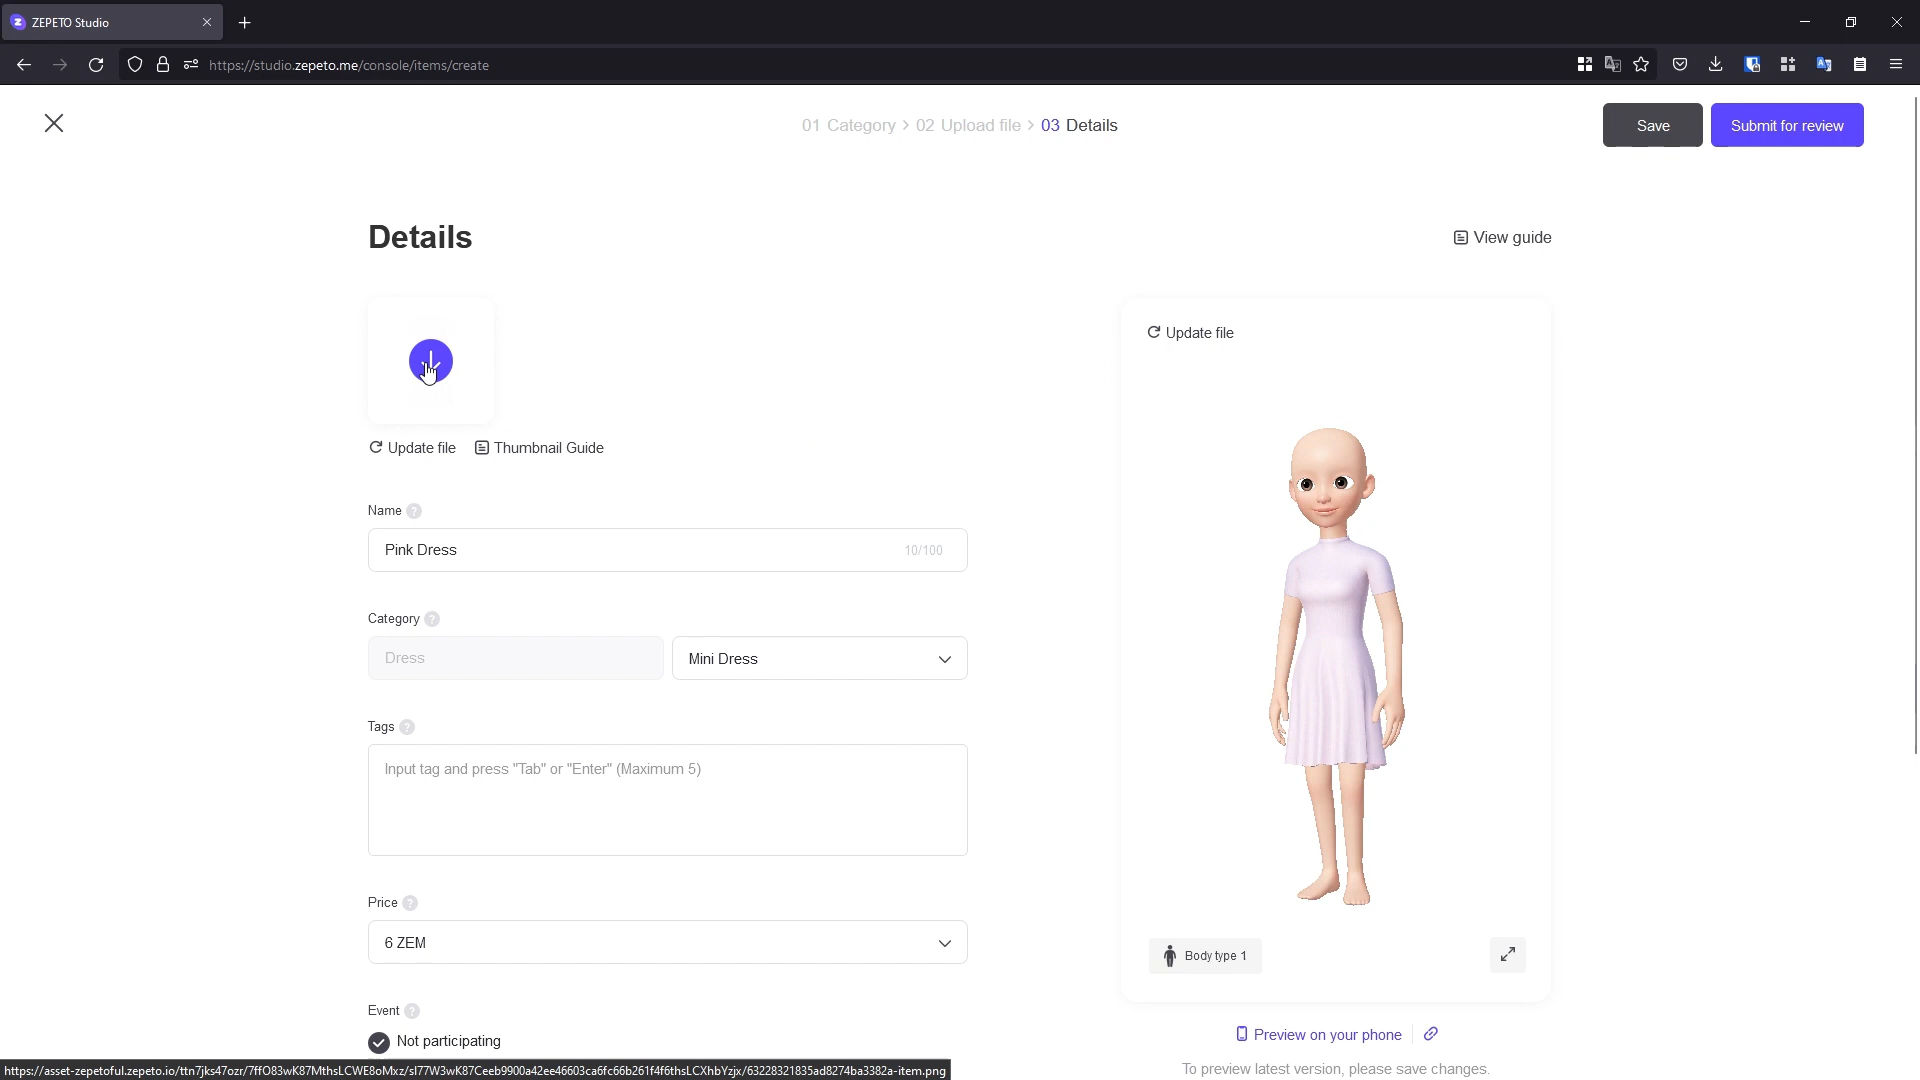 ZEPETO Studio
https://studio.zepeto.me/console/items/create
01 Category > 02 Upload file > 03 Details
Save
Submit for review
Details
View guide
Update file
Update file
Thumbnail Guide
Name ?
Pink Dress
10/100
Category ?
Dress
Mini Dress
Tags ?
Input tag and press "Tab" or "Enter" (Maximum 5)
Price ?
6 ZEM
Body type 1
Event ?
Not participating
Preview on your phone
To preview latest version, please save changes.
https://asset-zepetoful.zepeto.io/ttn7jks47ozr/7ffO83wK87MthsLCWE8oMxz/sl77W3wK87Ceeb9900a42ee46603ca6fc66b261f4f6thsLCXhbYzjx/63228321835ad8274ba3382a-item.png